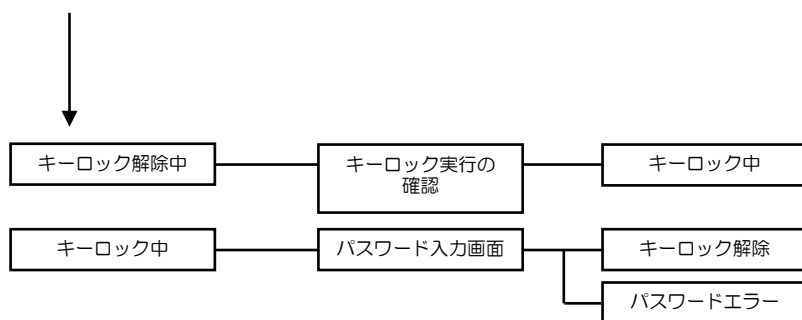 キーロック解除中
キーロック実行の
確認
キーロック中
キーロック中
パスワード入力画面
キーロック解除
パスワードエラー